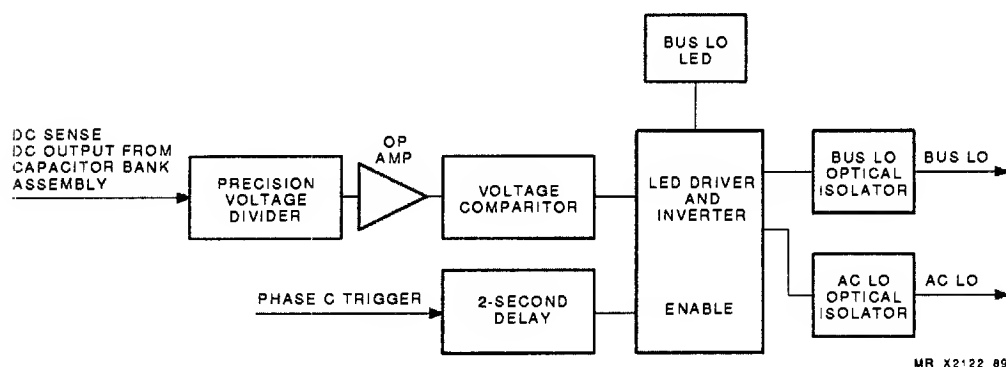 BUS LO
LED
DC SENSE
DC OUTPUT FROM
CAPACITOR BANK
ASSEMBLY
PRECISION
VOLTAGE
DIVIDER
OP
AMP
VOLTAGE
COMPARITOR
LED DRIVER
AND
INVERTER
ENABLE
BUS LO
OPTICAL
ISOLATOR
BUS LO
PHASE C TRIGGER
2-SECOND
DELAY
AC LO
OPTICAL
ISOLATOR
AC LO
MR X2122 89